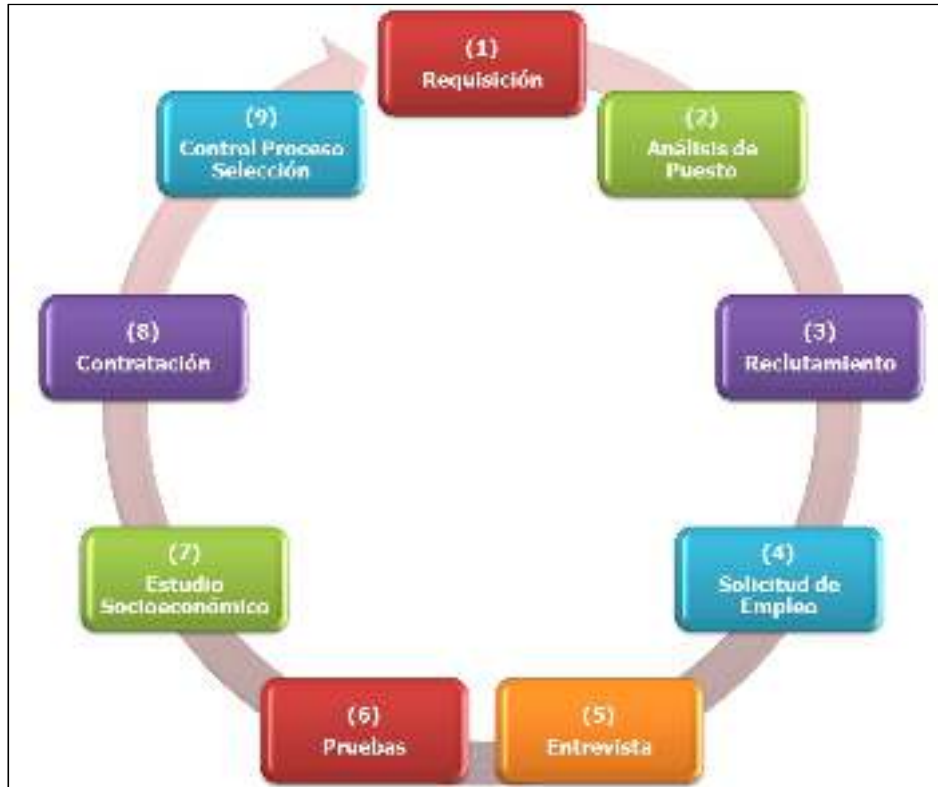 (1)
Requisición
(2)
Análisis de
Puesto
(3)
Reclutamiento
(4)
Solicitud de
Empleo
(5)
Entrevista
(6)
Pruebas
(7)
Estudio
Socioeconómico
(8)
Contratación
(9)
Control Proceso
Selección